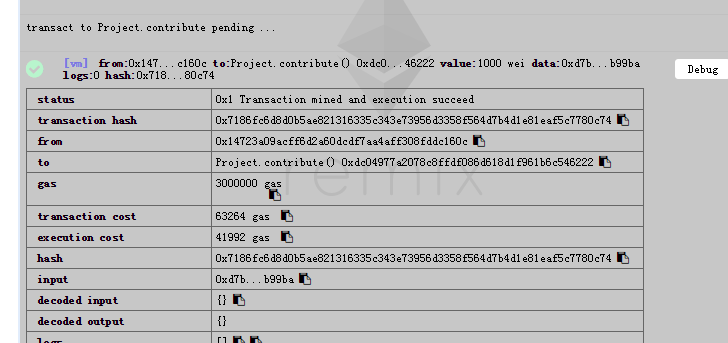 transact to Project.contribute pending ...
[vm] from:0x147...c160c to:Project.contribute() 0xdc0...46222 value:1000 wei data:0xd7b...b99ba
Debug
logs:0 hash:0x718...80c74
status 0x1 Transaction mined and execution succeed
transaction hash 0x7186fc6d8d0b5ae821316335c343e73956d3358f564d7b4d1e81eaf5c7780c74
from 0x14723a09acff6d2a60dcdf7aa4aff308fddc160c
to Project.contribute() 0xdc04977a2078c8ffdf086d618d1f961b6c546222
gas 3000000 gas
remix
transaction cost 63264 gas
execution cost 41992 gas
hash 0x7186fc6d8d0b5ae821316335c343e73956d3358f564d7b4d1e81eaf5c7780c74
input 0xd7b...b99ba
decoded input {}
decoded output {}
logs []